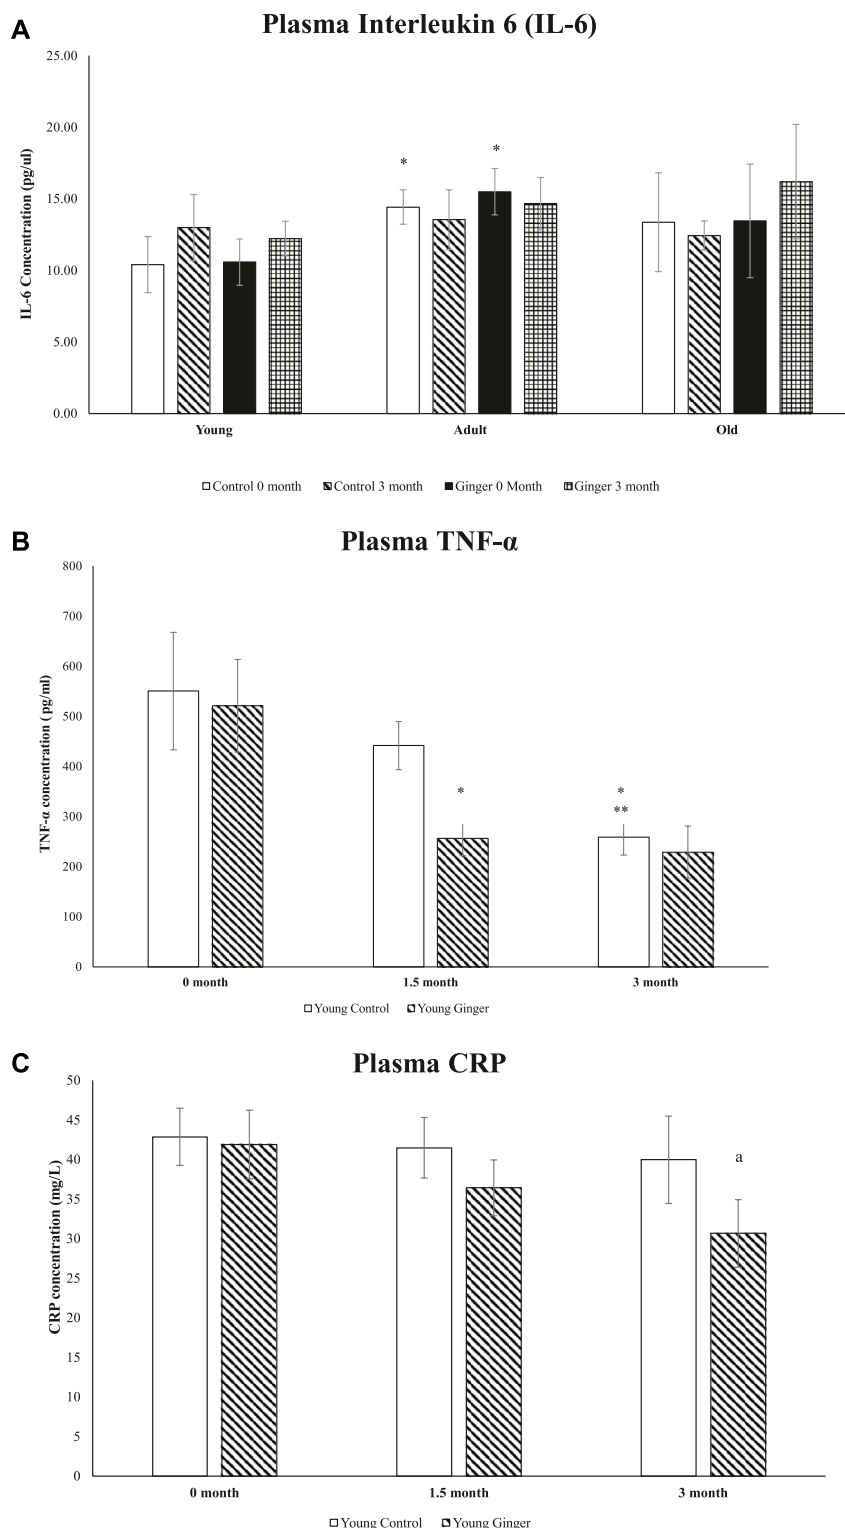 A
Plasma Interleukin 6 (IL-6)
IL-6 Concentration (pg/ul)
25.00
20.00
15.00
10.00
5.00
0.00
*
*
Young
Adult
Old
Control 0 month
Control 3 month
Ginger 0 Month
Ginger 3 month
B
Plasma TNF-α
TNF-α concentration (pg/ml)
800
700
600
500
400
300
200
100
0
*
*
**
0 month
1.5 month
3 month
Young Control
Young Ginger
C
Plasma CRP
CRP concentration (mg/L)
50
45
40
35
30
25
20
15
10
5
0
a
0 month
1.5 month
3 month
Young Control
Young Ginger